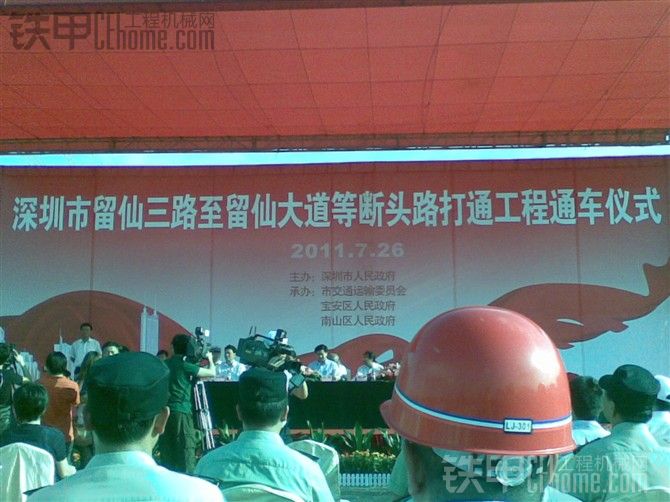 铁甲 工程机械网
cehome.com
深圳市留仙三路至留仙大道等断头路打通工程通车仪式
2011.7.26
主办：深圳市人民政府
承办：市交通运输委员会
宝安区人民政府
南山区人民政府
LJ-301
铁甲 工程机械网
cehome.com